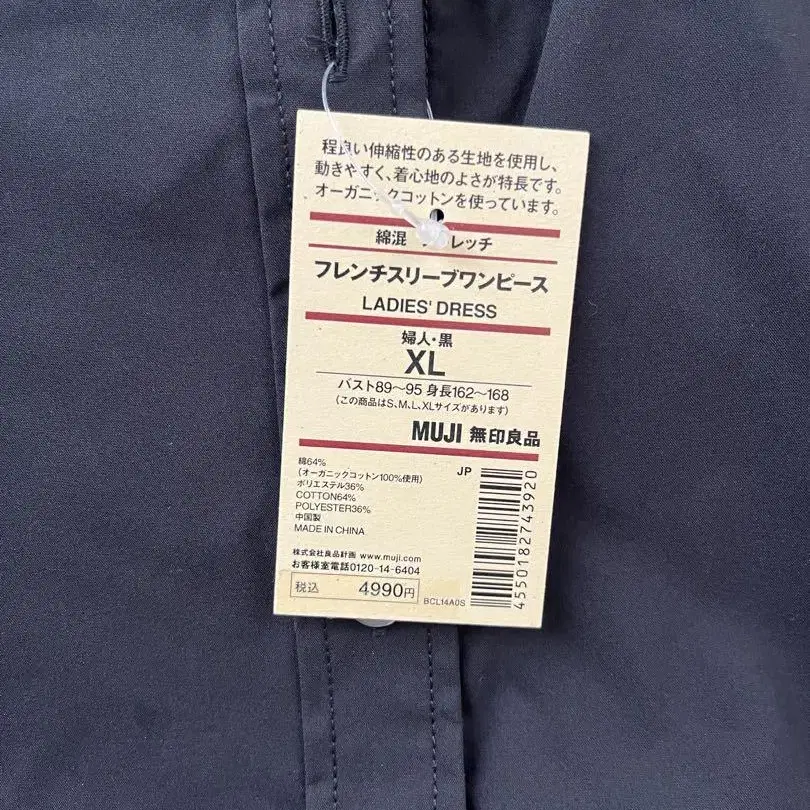 程良い伸縮性のある生地を使用し、
動きやすく、着心地のよさが特長です。
オーガニックコットンを使っています。
綿混 レッチ
フレンチスリーブワンピース
LADIES' DRESS
婦人・黒
XL
バスト89〜95 身長162〜168
(この商品はS、M、L、XLサイズがあります)
MUJI 無印良品
綿64%
(オーガニックコットン100%使用)
ポリエステル36%
COTTON64%
POLYESTER36%
中国製
MADE IN CHINA
JP
株式会社良品計画 www.muji.com
お客様室電話0120-14-6404
税込 4990円
BCL14A0S
4550182743920